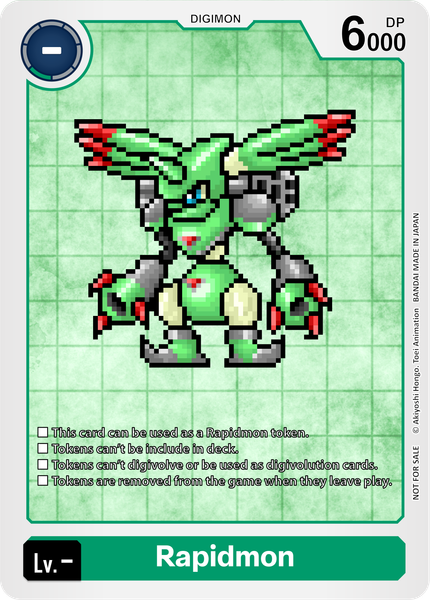 DIGIMON
-
6000
DP
□ This card can be used as a Rapidmon token.
□ Tokens can't be include in deck.
□ Tokens can't digivolve or be used as digivolution cards.
□ Tokens are removed from the game when they leave play.
NOT FOR SALE © Akiyoshi Hongo, Toei Animation BANDAI MADE IN JAPAN
Lv.-
Rapidmon